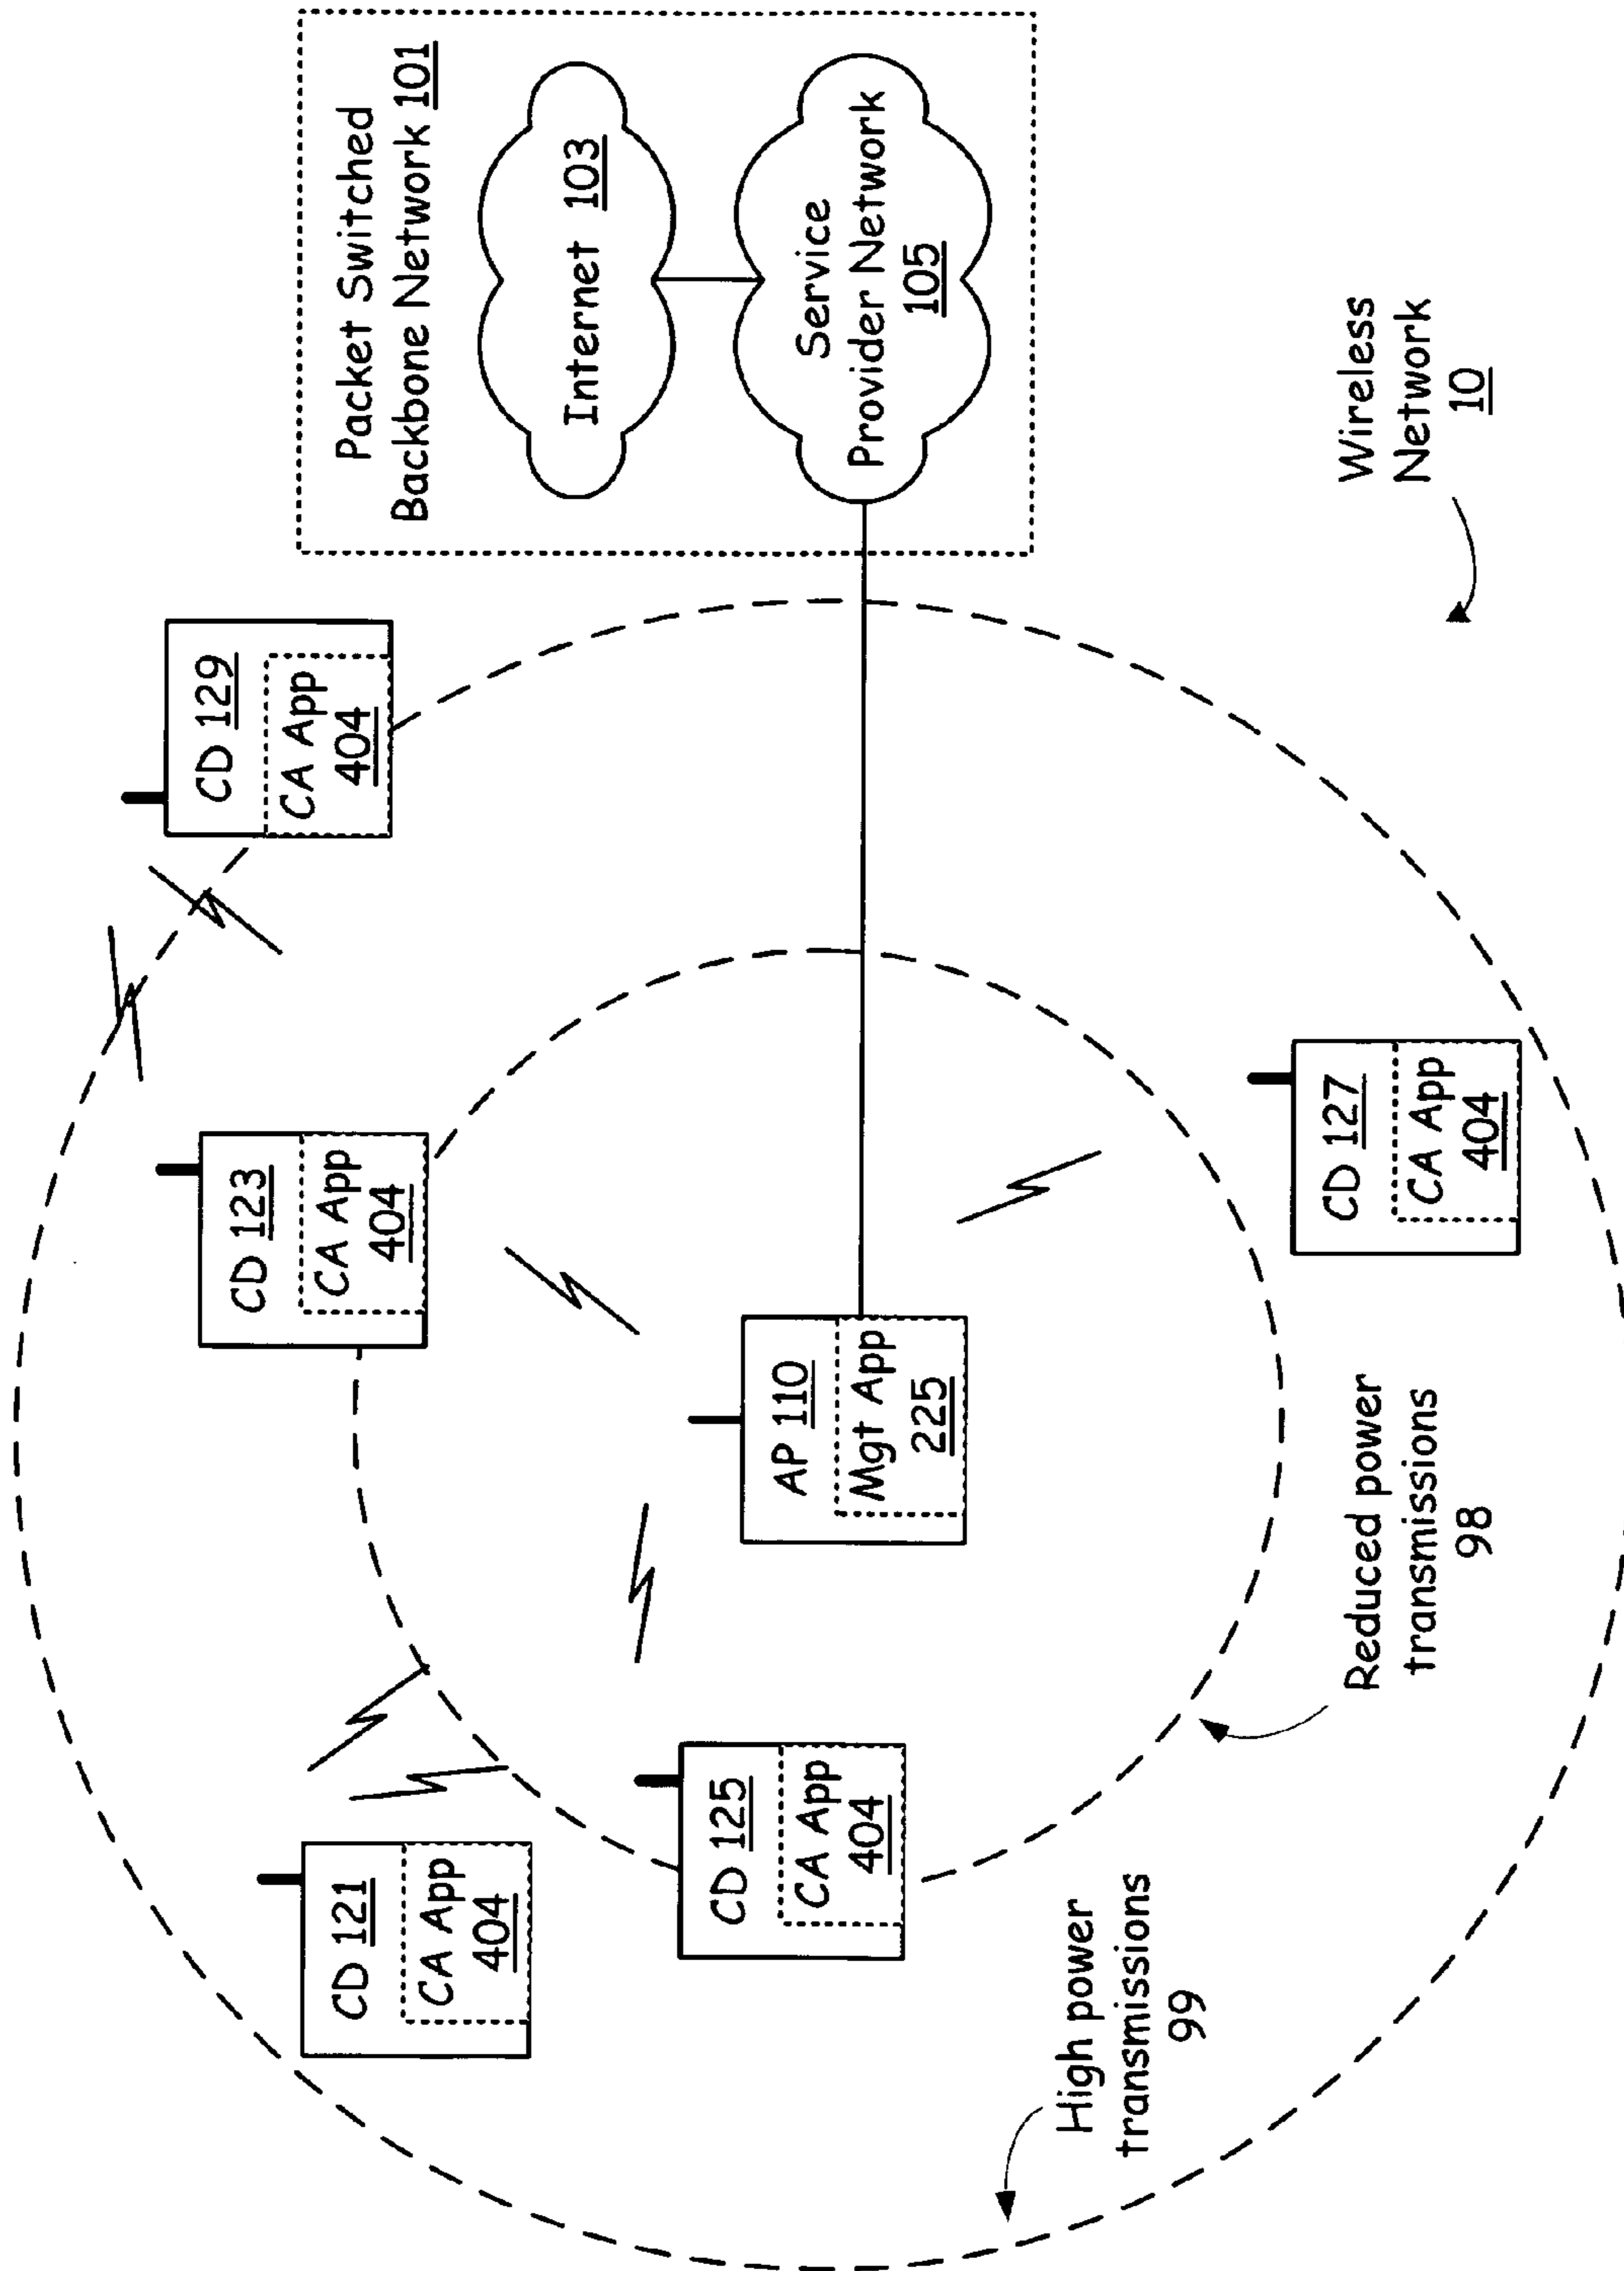 Packet Switched
Backbone Network 101
Internet 103
Service
Provider Network
105
CD 129
CA App
404
CD 123
CA App
404
CD 121
CA App
404
CD 125
CA App
404
AP 110
Mgt App
225
CD 127
CA App
404
High power
transmissions
99
Reduced power
transmissions
98
Wireless
Network
10